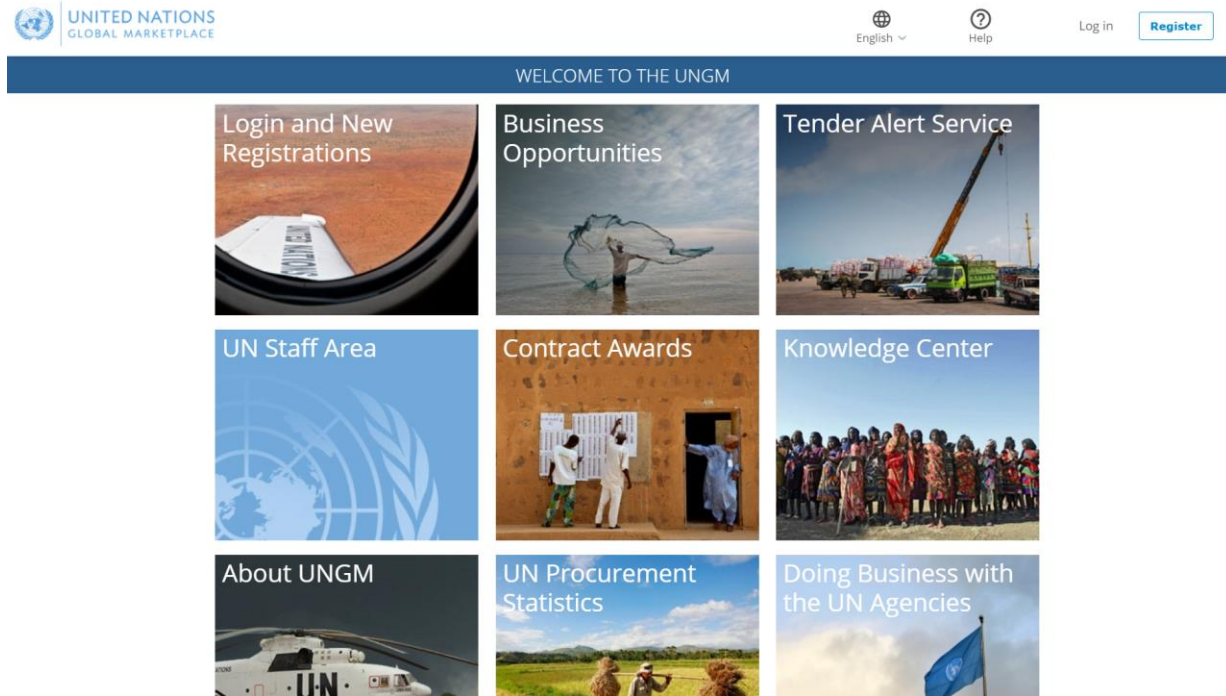 UNITED NATIONS
GLOBAL MARKETPLACE
English
Help
Log in
Register
WELCOME TO THE UNGM
Login and New
Registrations
UNITED NATIONS
Business
Opportunities
Tender Alert Service
UN Staff Area
Contract Awards
Knowledge Center
About UNGM
UN
UN Procurement
Statistics
Doing Business with
the UN Agencies